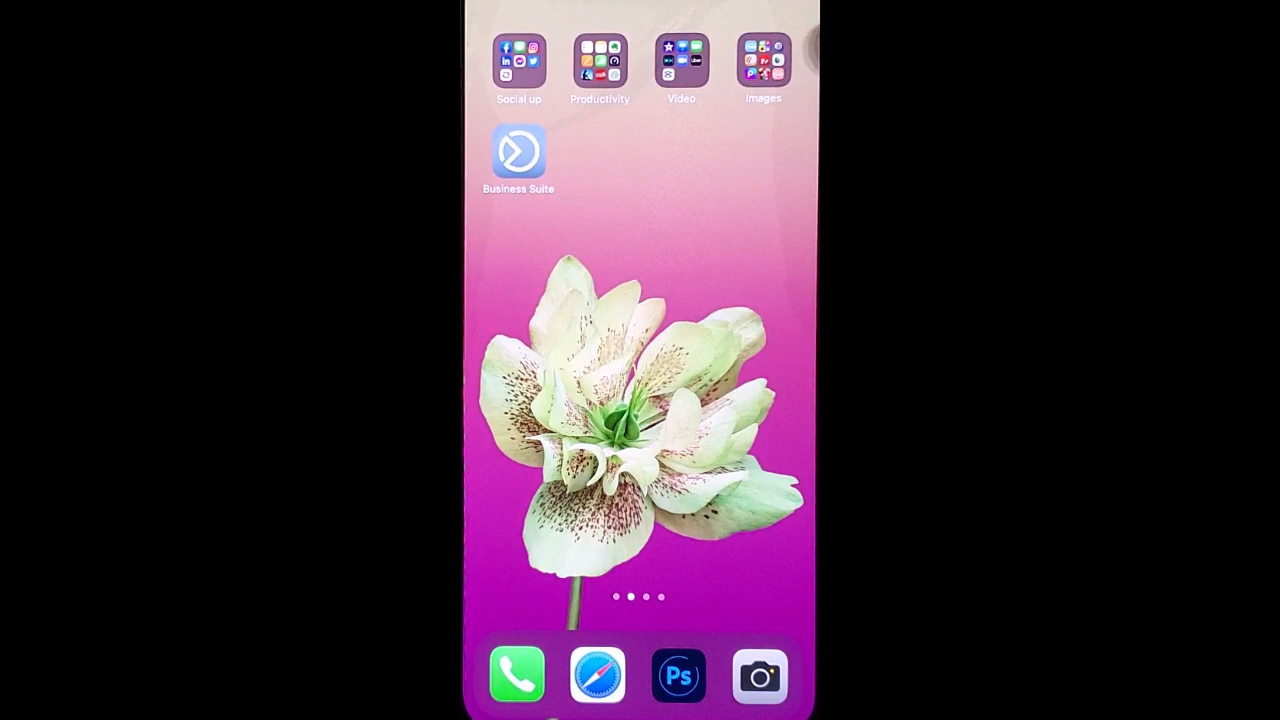 Social up
Productivity
Video
Images
Business Suite
Ps